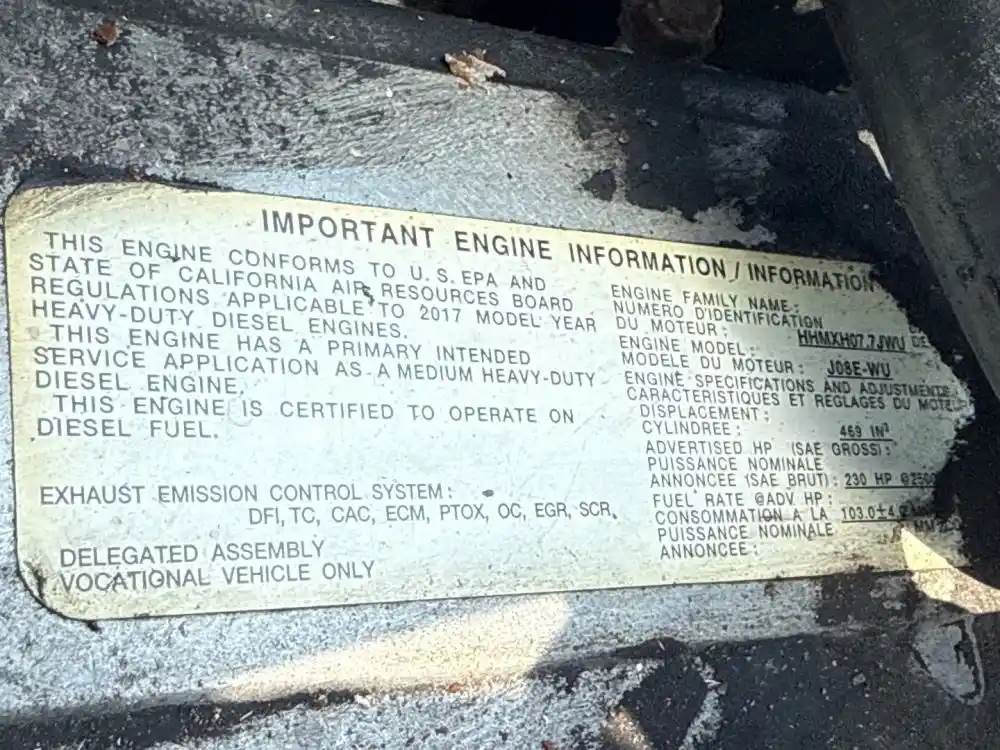 IMPORTANT ENGINE INFORMATION / INFORMATION
THIS ENGINE CONFORMS TO U.S. EPA AND
STATE OF CALIFORNIA AIR RESOURCES BOARD
REGULATIONS APPLICABLE TO 2017 MODEL YEAR
HEAVY-DUTY DIESEL ENGINES.
THIS ENGINE HAS A PRIMARY INTENDED
SERVICE APPLICATION AS A MEDIUM HEAVY-DUTY
DIESEL ENGINE.
THIS ENGINE IS CERTIFIED TO OPERATE ON
DIESEL FUEL.
EXHAUST EMISSION CONTROL SYSTEM:
DFI, TC, CAC, ECM, PTOX, OC, EGR, SCR,
DELEGATED ASSEMBLY
VOCATIONAL VEHICLE ONLY
ENGINE FAMILY NAME:
NUMERO D'IDENTIFICATION
DU MOTEUR: HHMXH07.7JWU
ENGINE MODEL:
MODELE DU MOTEUR: J08E-WU
ENGINE SPECIFICATIONS AND ADJUSTMENTS
CARACTERISTIQUES ET REGLAGES DU MOTEU
DISPLACEMENT:
CYLINDREE: 469 IN³
ADVERTISED HP (SAE GROSS):
PUISSANCE NOMINALE
ANNONCEE (SAE BRUT): 230 HP @2500
FUEL RATE @ADV HP:
CONSOMMATION A LA 103.0±4
PUISSANCE NOMINALE
ANNONCEE: